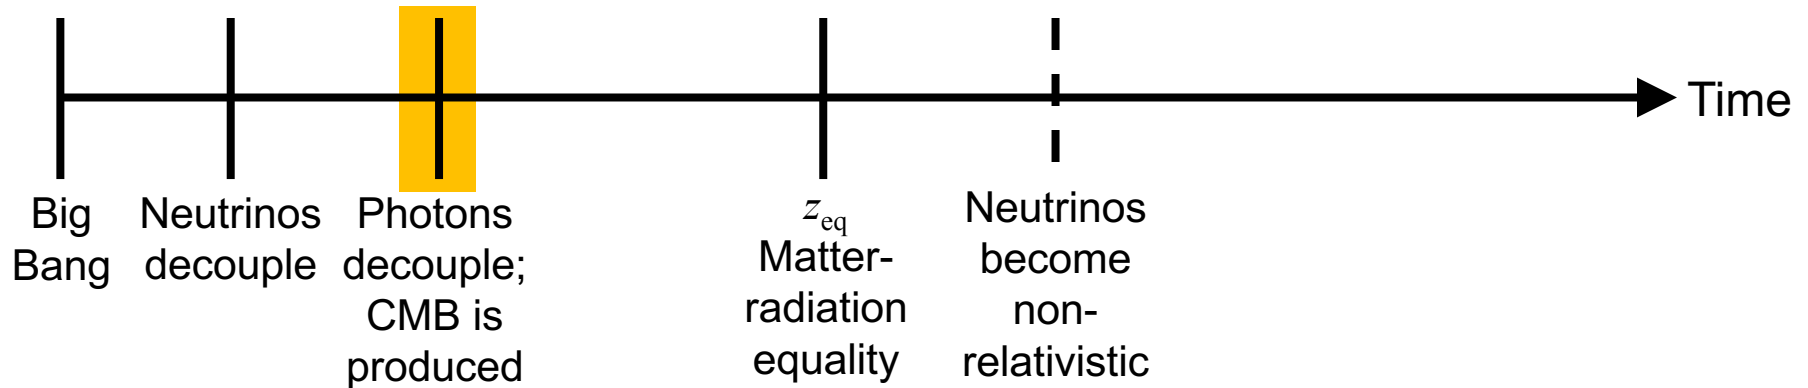 Time
Big
Bang
Neutrinos
decouple
Photons
decouple;
CMB is
produced
z_eq
Matter-
radiation
equality
Neutrinos
become
non-
relativistic